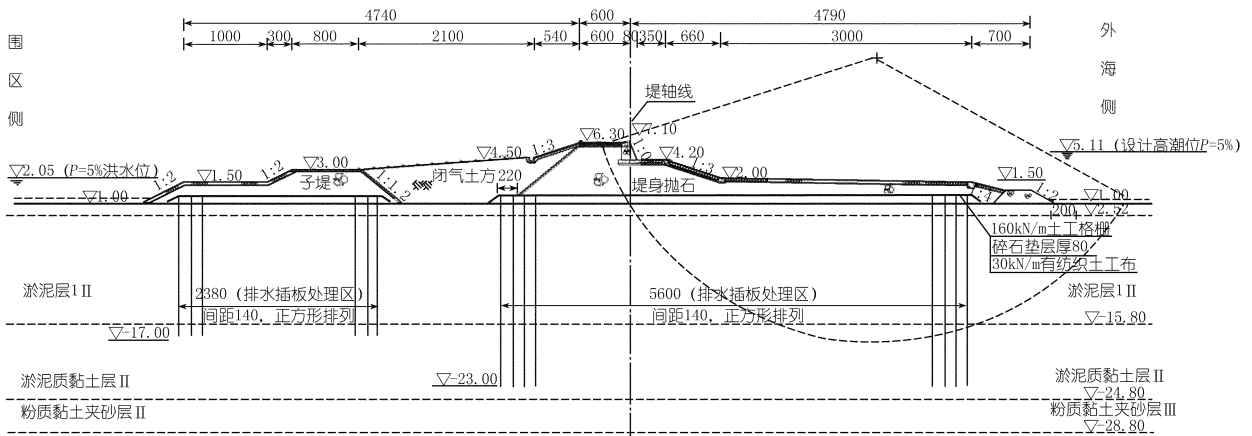 4740
600
4790
1000
300
800
2100
540
600
80
350
660
3000
700
围区侧
外海侧
堤轴线
▽7.10
▽6.30
1:3
▽4.50
▽4.20
1:3
▽5.11 (设计高潮位P=5%)
▽2.05 (P=5%洪水位)
1:2
▽1.50
1:2
▽3.00
子堤
1:1.2
闭气土方
220
堤身抛石
▽2.00
▽1.50
1:4
1:2
▽1.00
▽1.00
200
▽-2.52
160kN/m土工格栅
碎石垫层厚80
30kN/m有纺织土工布
淤泥层1Ⅱ
2380 (排水插板处理区)
间距140, 正方形排列
5600 (排水插板处理区)
间距140, 正方形排列
淤泥层1Ⅱ
▽-15.80
▽-17.00
淤泥质黏土层Ⅱ
▽-23.00
淤泥质黏土层Ⅱ
▽-24.80
粉质黏土夹砂层Ⅱ
粉质黏土夹砂层Ⅲ
▽-28.80